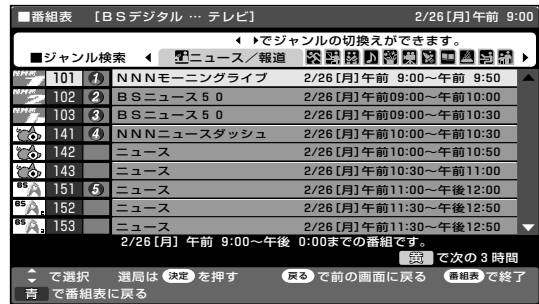 ■番組表 [BSデジタル … テレビ] 2/26[月]午前 9:00
でジャンルの切換えができます。
■ジャンル検索 ニュース/報道
101 1 NNNモーニングライブ 2/26[月]午前 9:00～午前 9:50
102 2 BSニュース50 2/26[月]午前09:00～午前10:00
103 3 BSニュース50 2/26[月]午前09:00～午前10:30
141 4 NNNニュースダッシュ 2/26[月]午前10:00～午前10:30
142 ニュース 2/26[月]午前10:00～午前10:50
143 ニュース 2/26[月]午前10:30～午前11:00
BS 151 5 ニュース 2/26[月]午前11:00～午後12:00
BS 152 ニュース 2/26[月]午前11:30～午後12:50
BS 153 ニュース 2/26[月]午前11:30～午後12:50
2/26[月] 午前 9:00～午後 0:00までの番組です。
黄 で次の3時間
で選択 選局は 決定 を押す 戻る で前の画面に戻る 番組表 で終了
青 で番組表に戻る